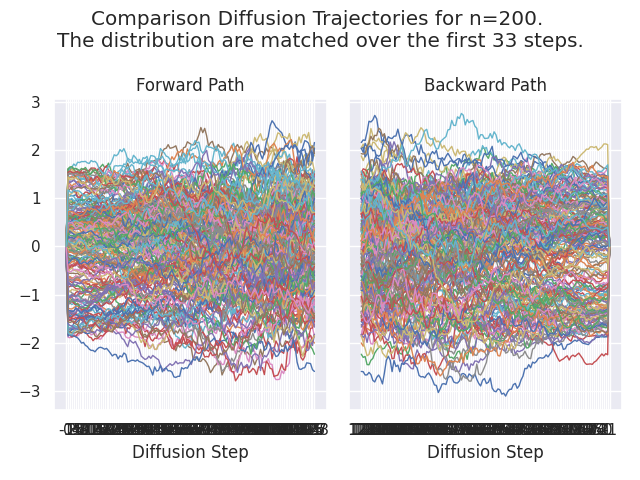 Comparison Diffusion Trajectories for n=200.
The distribution are matched over the first 33 steps.
Forward Path
Backward Path
3
2
1
0
−1
−2
−3
Diffusion Step
Diffusion Step